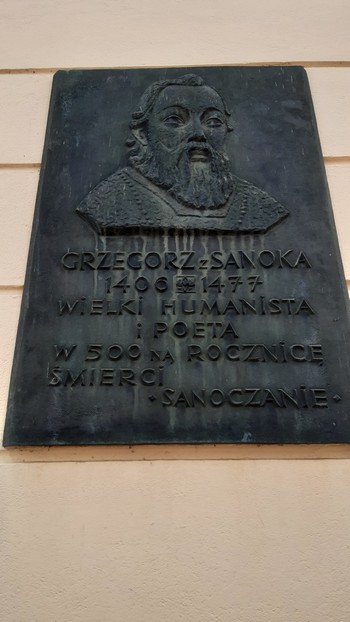 GRZEGORZ z SANOKA
1406 1477
WIELKI HUMANISTA
i POETA
W 500 NA ROCZNICĘ
ŚMIERCI
·SANOCZANIE·